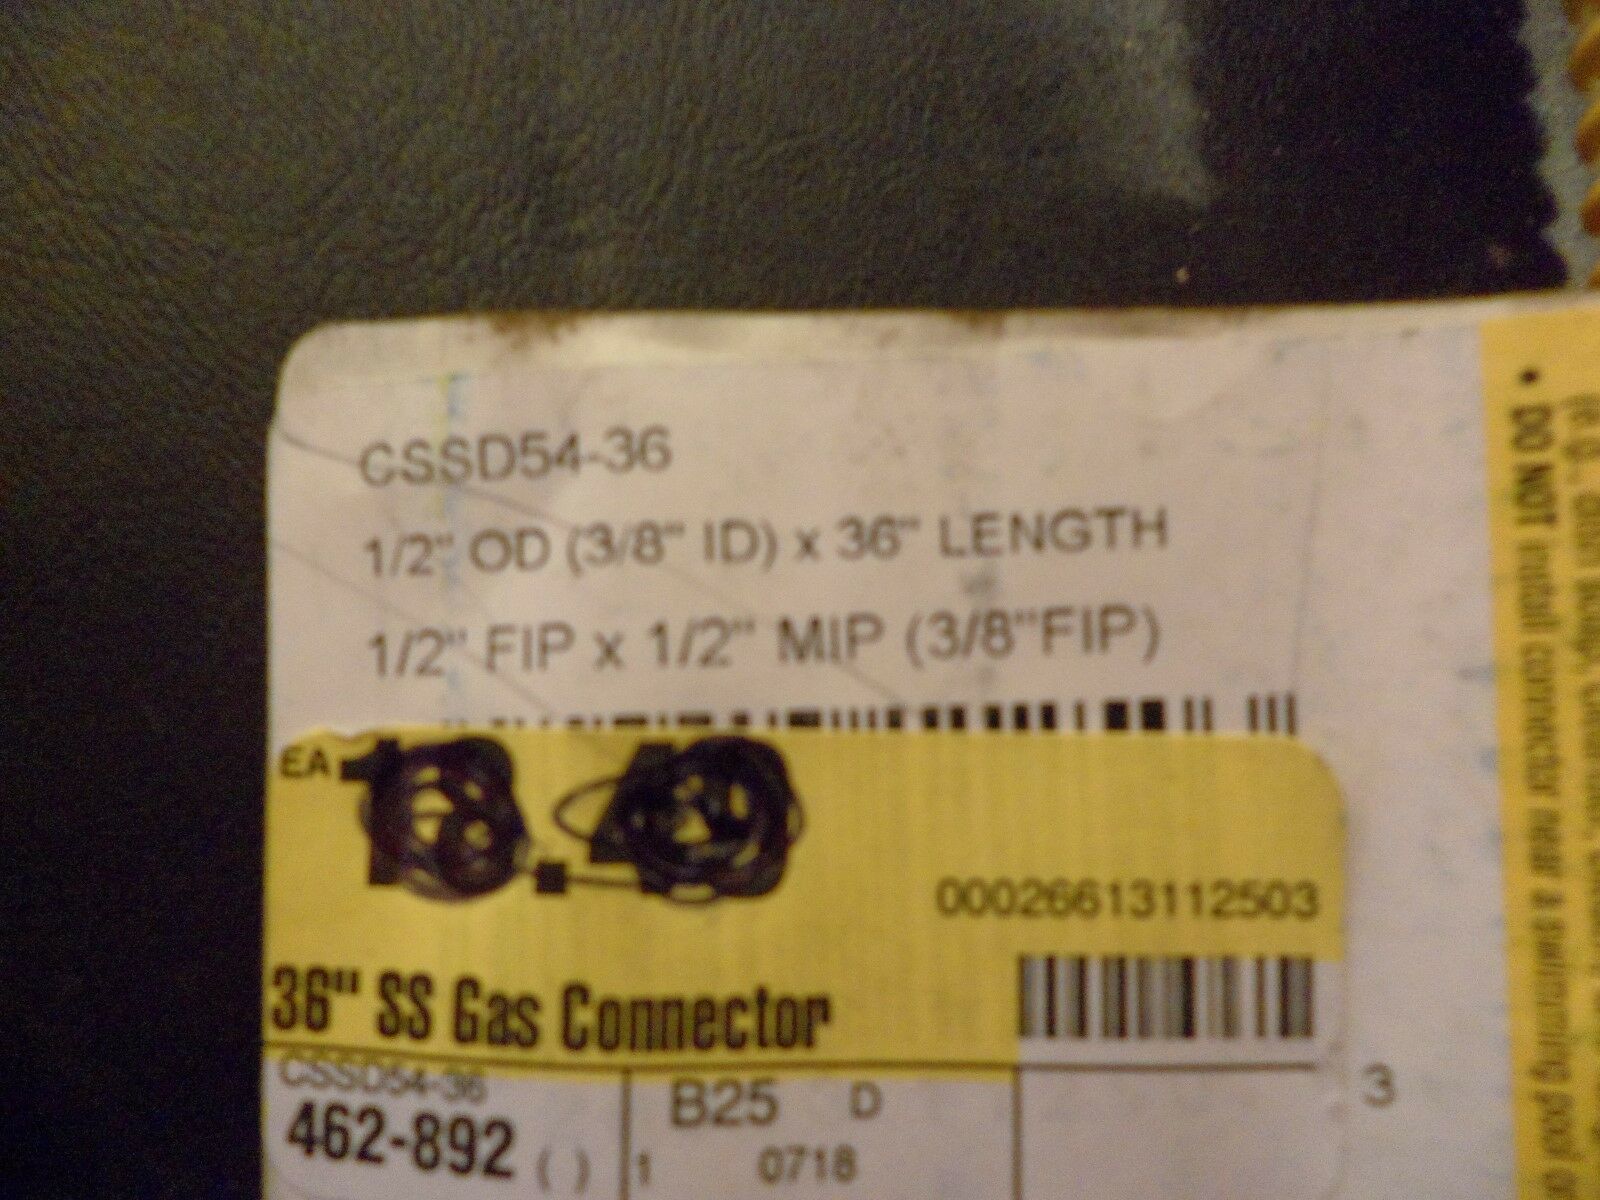 CSSD54-36
1/2" OD (3/8" ID) x 36" LENGTH
1/2" FIP x 1/2" MIP (3/8"FIP)
EA
00026613112503
36" SS Gas Connector
CSSD54-36
462-892 ( )
B25 D
1 0718
3
• DO NOT install connector near a swimming pool